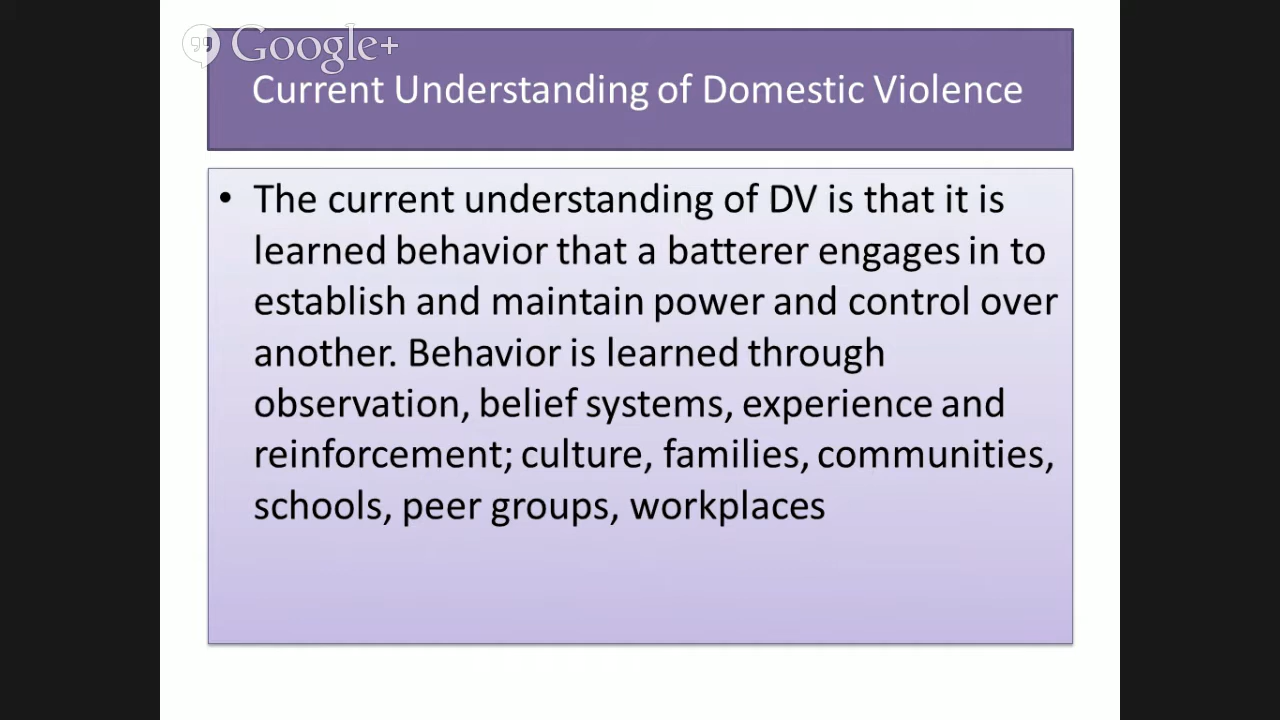 Google+
Current Understanding of Domestic Violence
• The current understanding of DV is that it is
learned behavior that a batterer engages in to
establish and maintain power and control over
another. Behavior is learned through
observation, belief systems, experience and
reinforcement; culture, families, communities,
schools, peer groups, workplaces